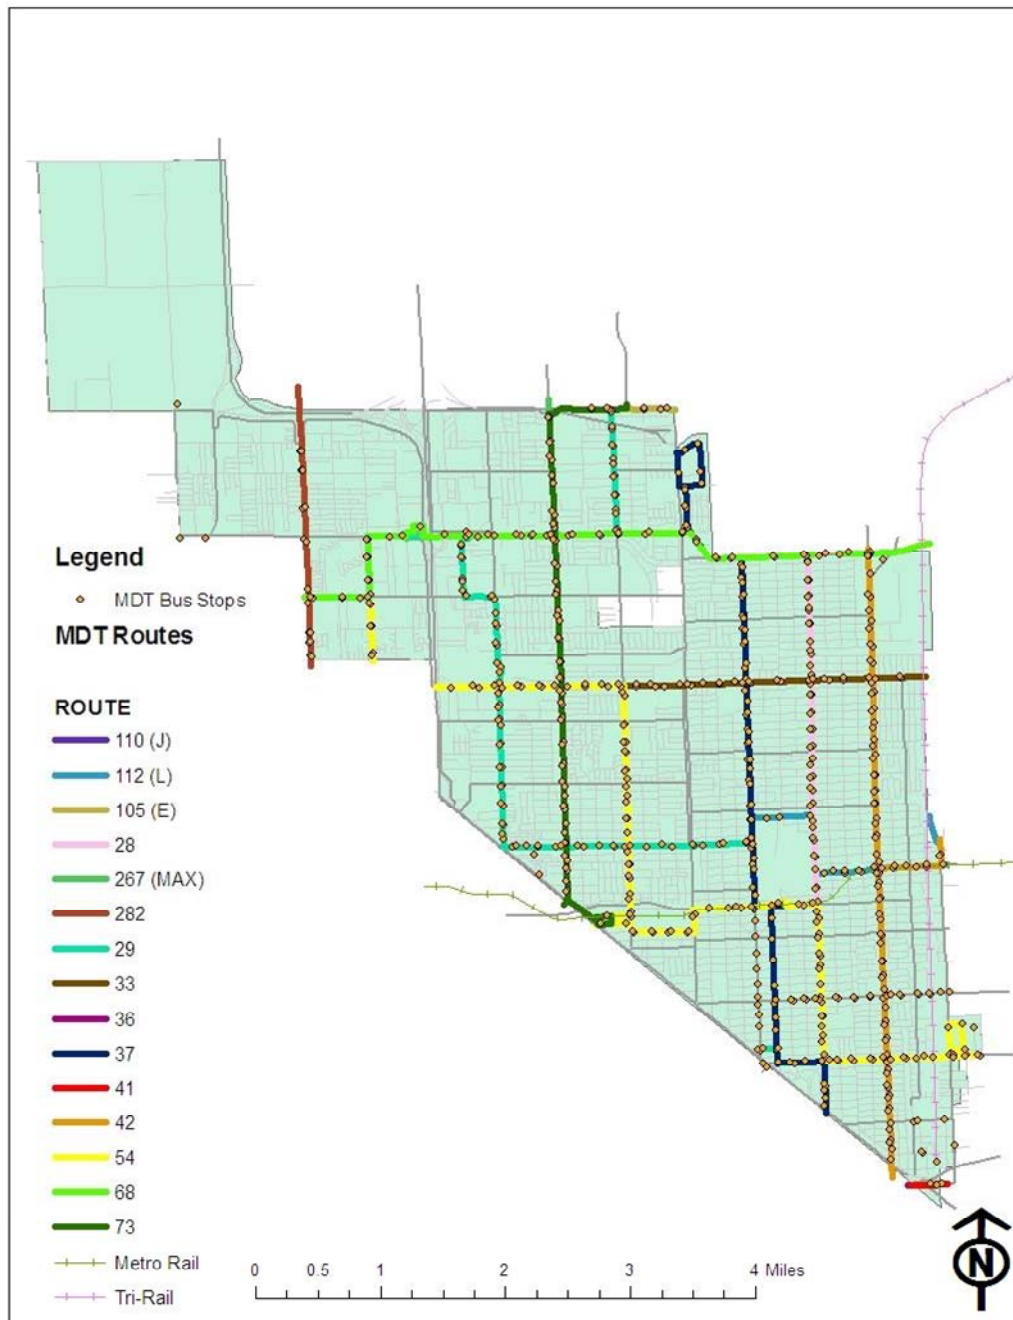 Legend
MDT Bus Stops
MDT Routes
ROUTE
110 (J)
112 (L)
105 (E)
28
267 (MAX)
282
29
33
36
37
41
42
54
68
73
Metro Rail
Tri-Rail
0 0.5 1 2 3 4 Miles
N